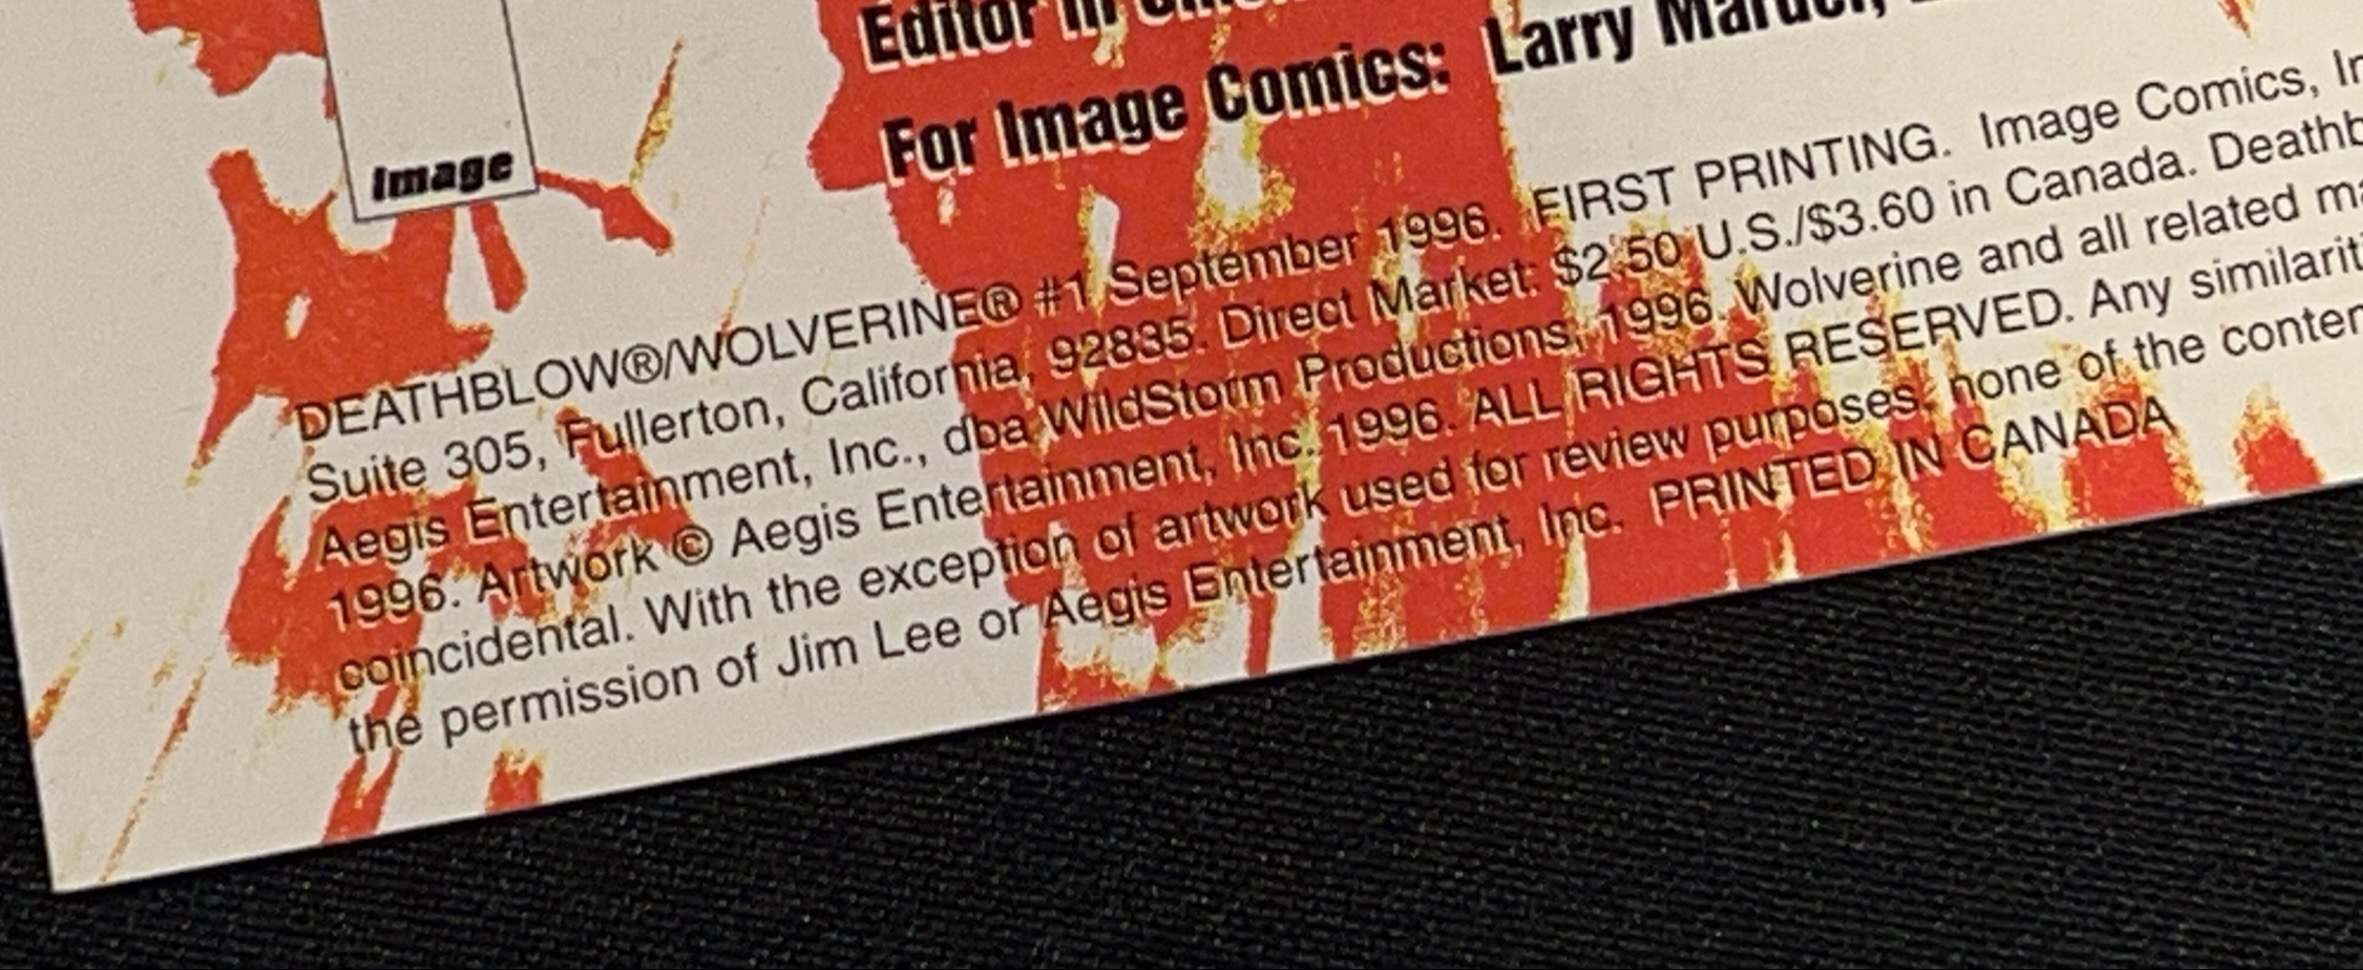 Editor in
For Image Comics: Larry Marder,
Image
DEATHBLOW®/WOLVERINE® #1 September 1996. FIRST PRINTING. Image Comics,
Suite 305, Fullerton, California, 92835. Direct Market: $2.50 U.S./$3.60 in Canada.
Aegis Entertainment, Inc., dba WildStorm Productions, 1996. Wolverine and all related
1996. Artwork © Aegis Entertainment, Inc. 1996. ALL RIGHTS RESERVED. Any
coincidental. With the exception of artwork used for review purposes, none of the
the permission of Jim Lee or Aegis Entertainment, Inc. PRINTED IN CANADA